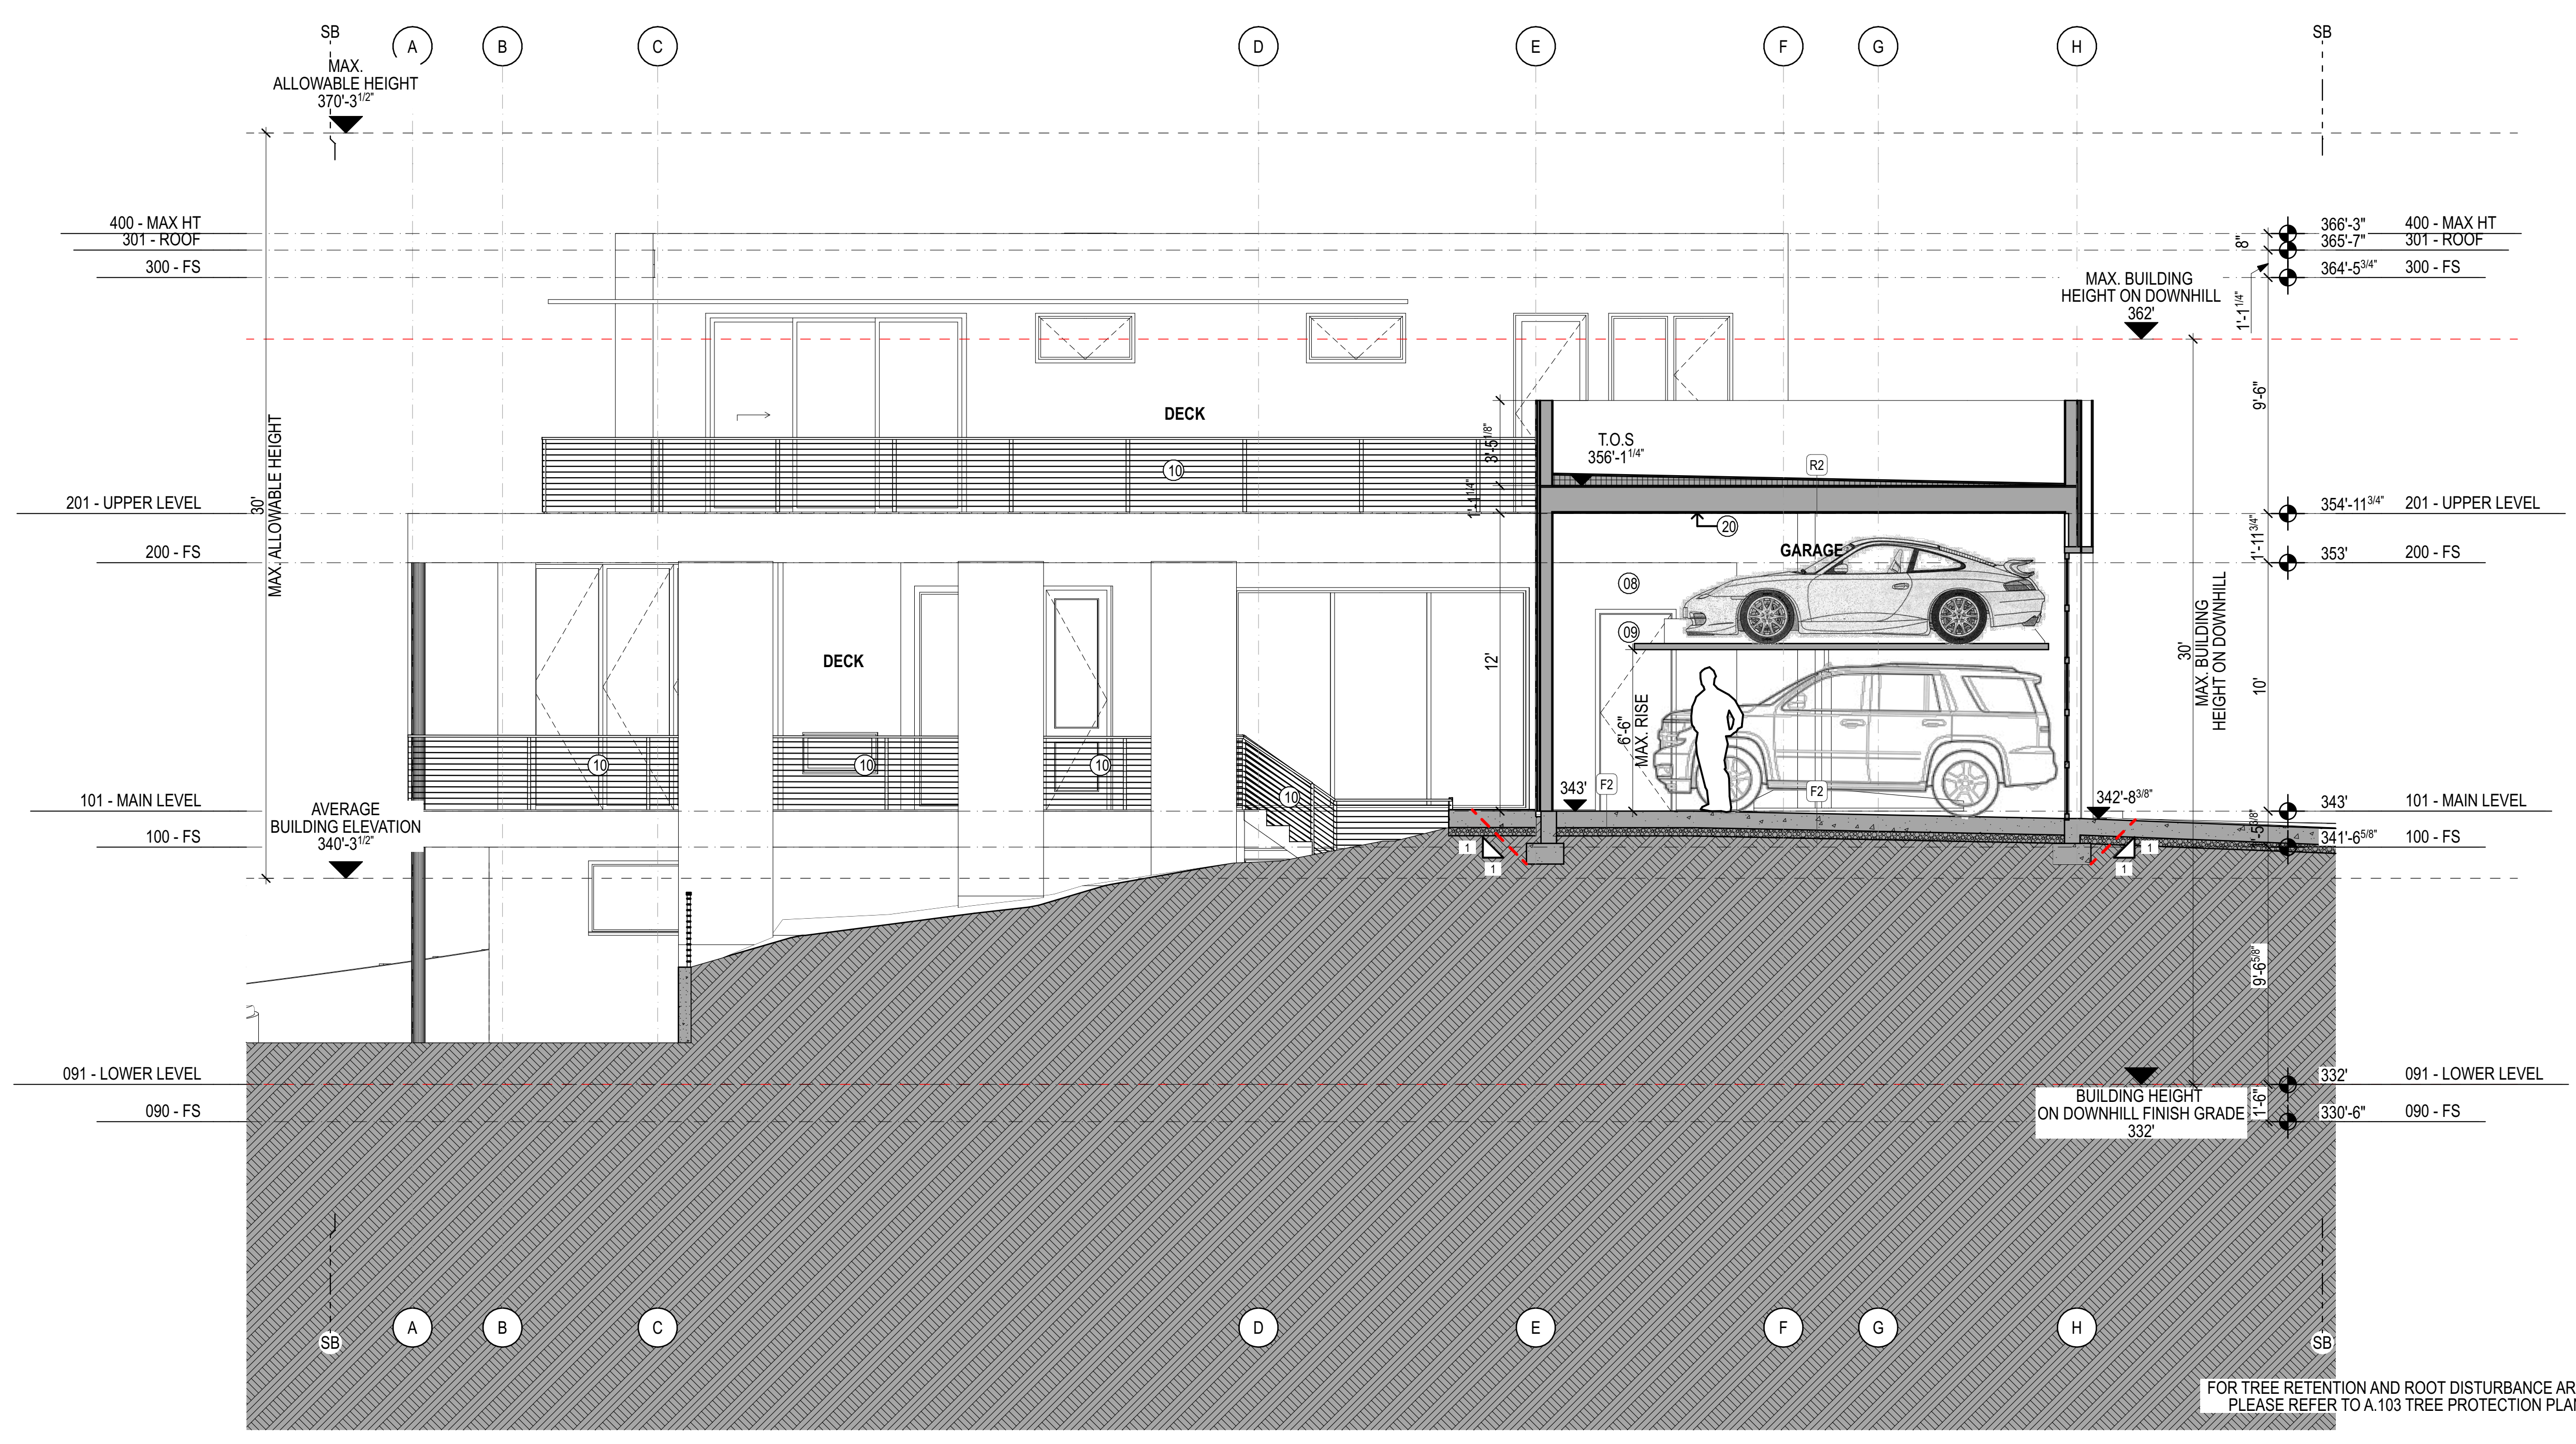 SB
A
B
C
D
E
F
G
H
SB
MAX.
ALLOWABLE HEIGHT
370'-3 1/2"
400 - MAX HT
301 - ROOF
300 - FS
366'-3"
400 - MAX HT
365'-7"
301 - ROOF
364'-5 3/4"
300 - FS
8"
1'-1 1/4"
MAX. BUILDING
HEIGHT ON DOWNHILL
362'
9'-6"
DECK
10
3'-5 1/8"
1'-1 1/4"
T.O.S
356'-1 1/4"
R2
201 - UPPER LEVEL
200 - FS
30'
MAX. ALLOWABLE HEIGHT
354'-11 3/4"
201 - UPPER LEVEL
1'-11 3/4"
353'
200 - FS
20
GARAGE
08
09
DECK
12'
6'-6"
MAX. RISE
30'
MAX. BUILDING
HEIGHT ON DOWNHILL
10'
10
10
10
10
F2
F2
343'
342'-8 3/8"
101 - MAIN LEVEL
AVERAGE
BUILDING ELEVATION
340'-3 1/2"
100 - FS
343'
101 - MAIN LEVEL
341'-6 5/8"
100 - FS
1
1
1
1
9'-6 5/8"
091 - LOWER LEVEL
090 - FS
332'
091 - LOWER LEVEL
BUILDING HEIGHT
ON DOWNHILL FINISH GRADE
332'
1'-6"
330'-6"
090 - FS
SB
A
B
C
D
E
F
G
H
SB
FOR TREE RETENTION AND ROOT DISTURBANCE
PLEASE REFER TO A.103 TREE PROTECTION